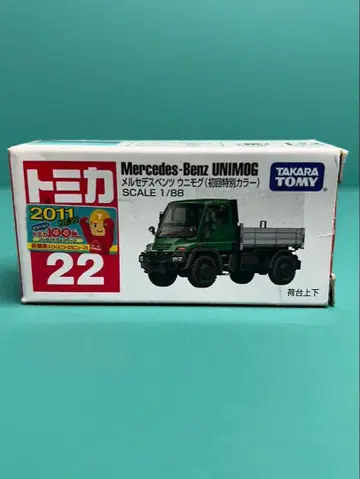 Mercedes-Benz UNIMOG
メルセデスベンツ ウニモグ(初回特別カラー)
SCALE 1/88
TAKARA
TOMY
トミカ
2011
100
22
荷台上下